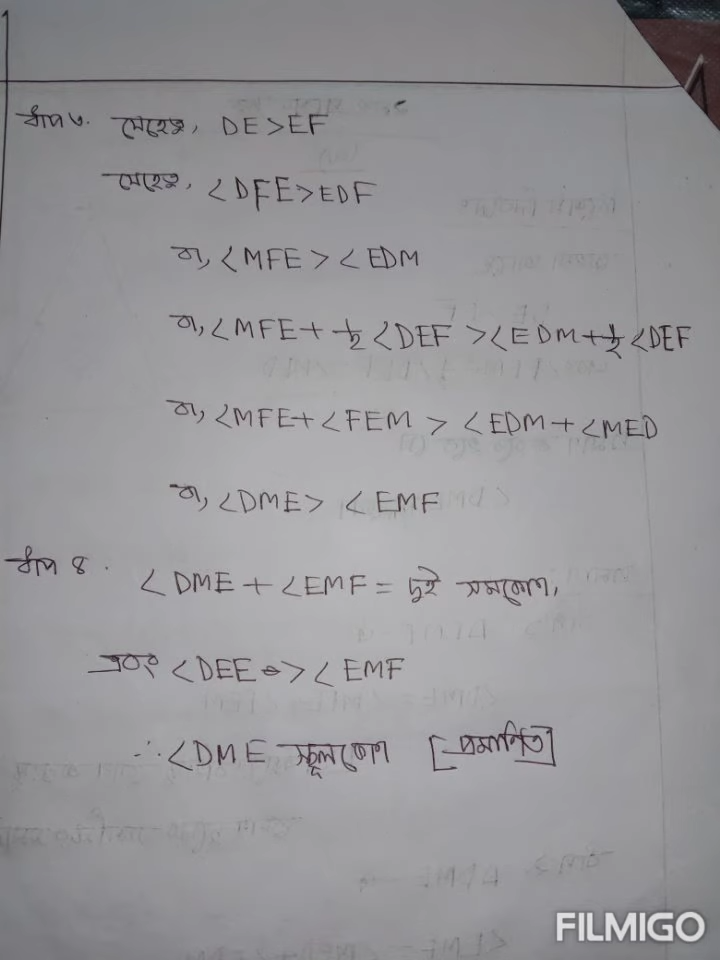 ধাপ ৩. যেহেতু, DE>EF
যেহেতু, <DFE>EDF
বা, <MFE > <EDM
বা, <MFE + 1/2 <DEF > <EDM + 1/2 <DEF
বা, <MFE + <FEM > <EDM + <MED
বা, <DME > <EMF
ধাপ ৪. <DME + <EMF = দুই সমকোণ,
এবং <DEE > <EMF
∴ <DME স্থূলকোণ [প্রমাণিত]
FILMIGO